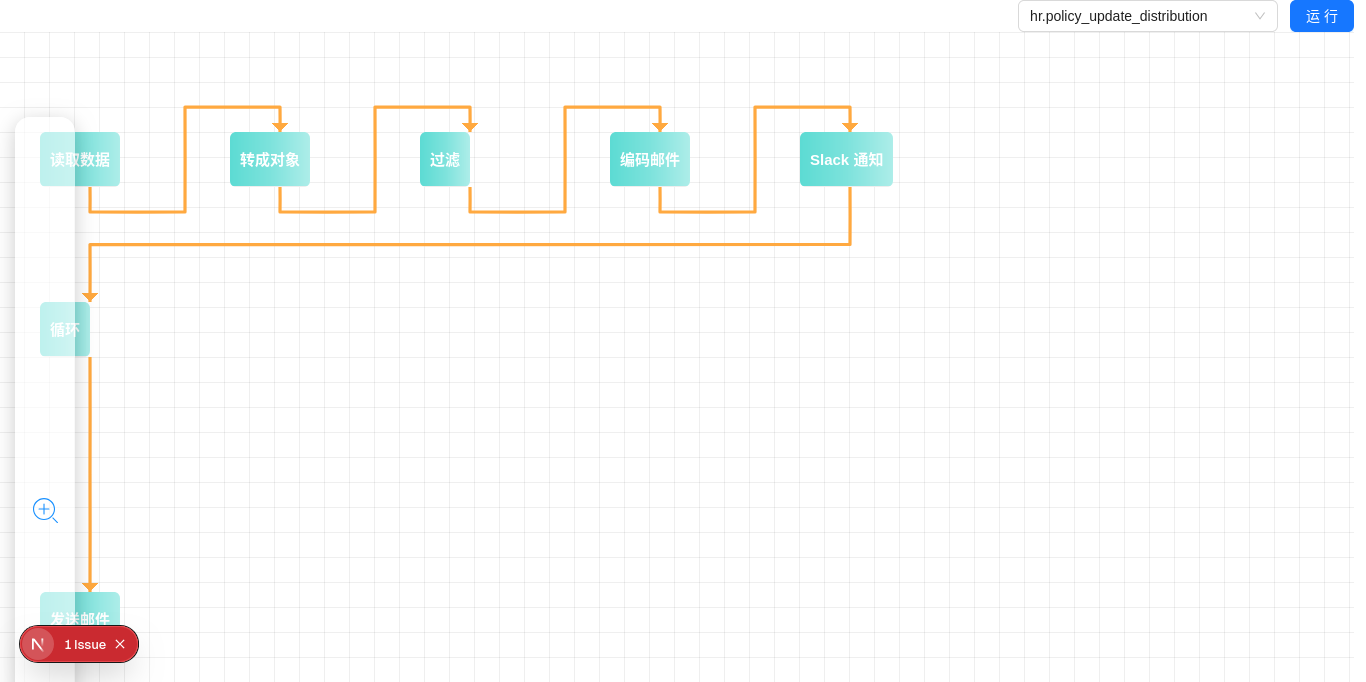 hr.policy_update_distribution
运 行
读取数据
转成对象
过滤
编码邮件
Slack 通知
循环
发送邮件
N 1 Issue